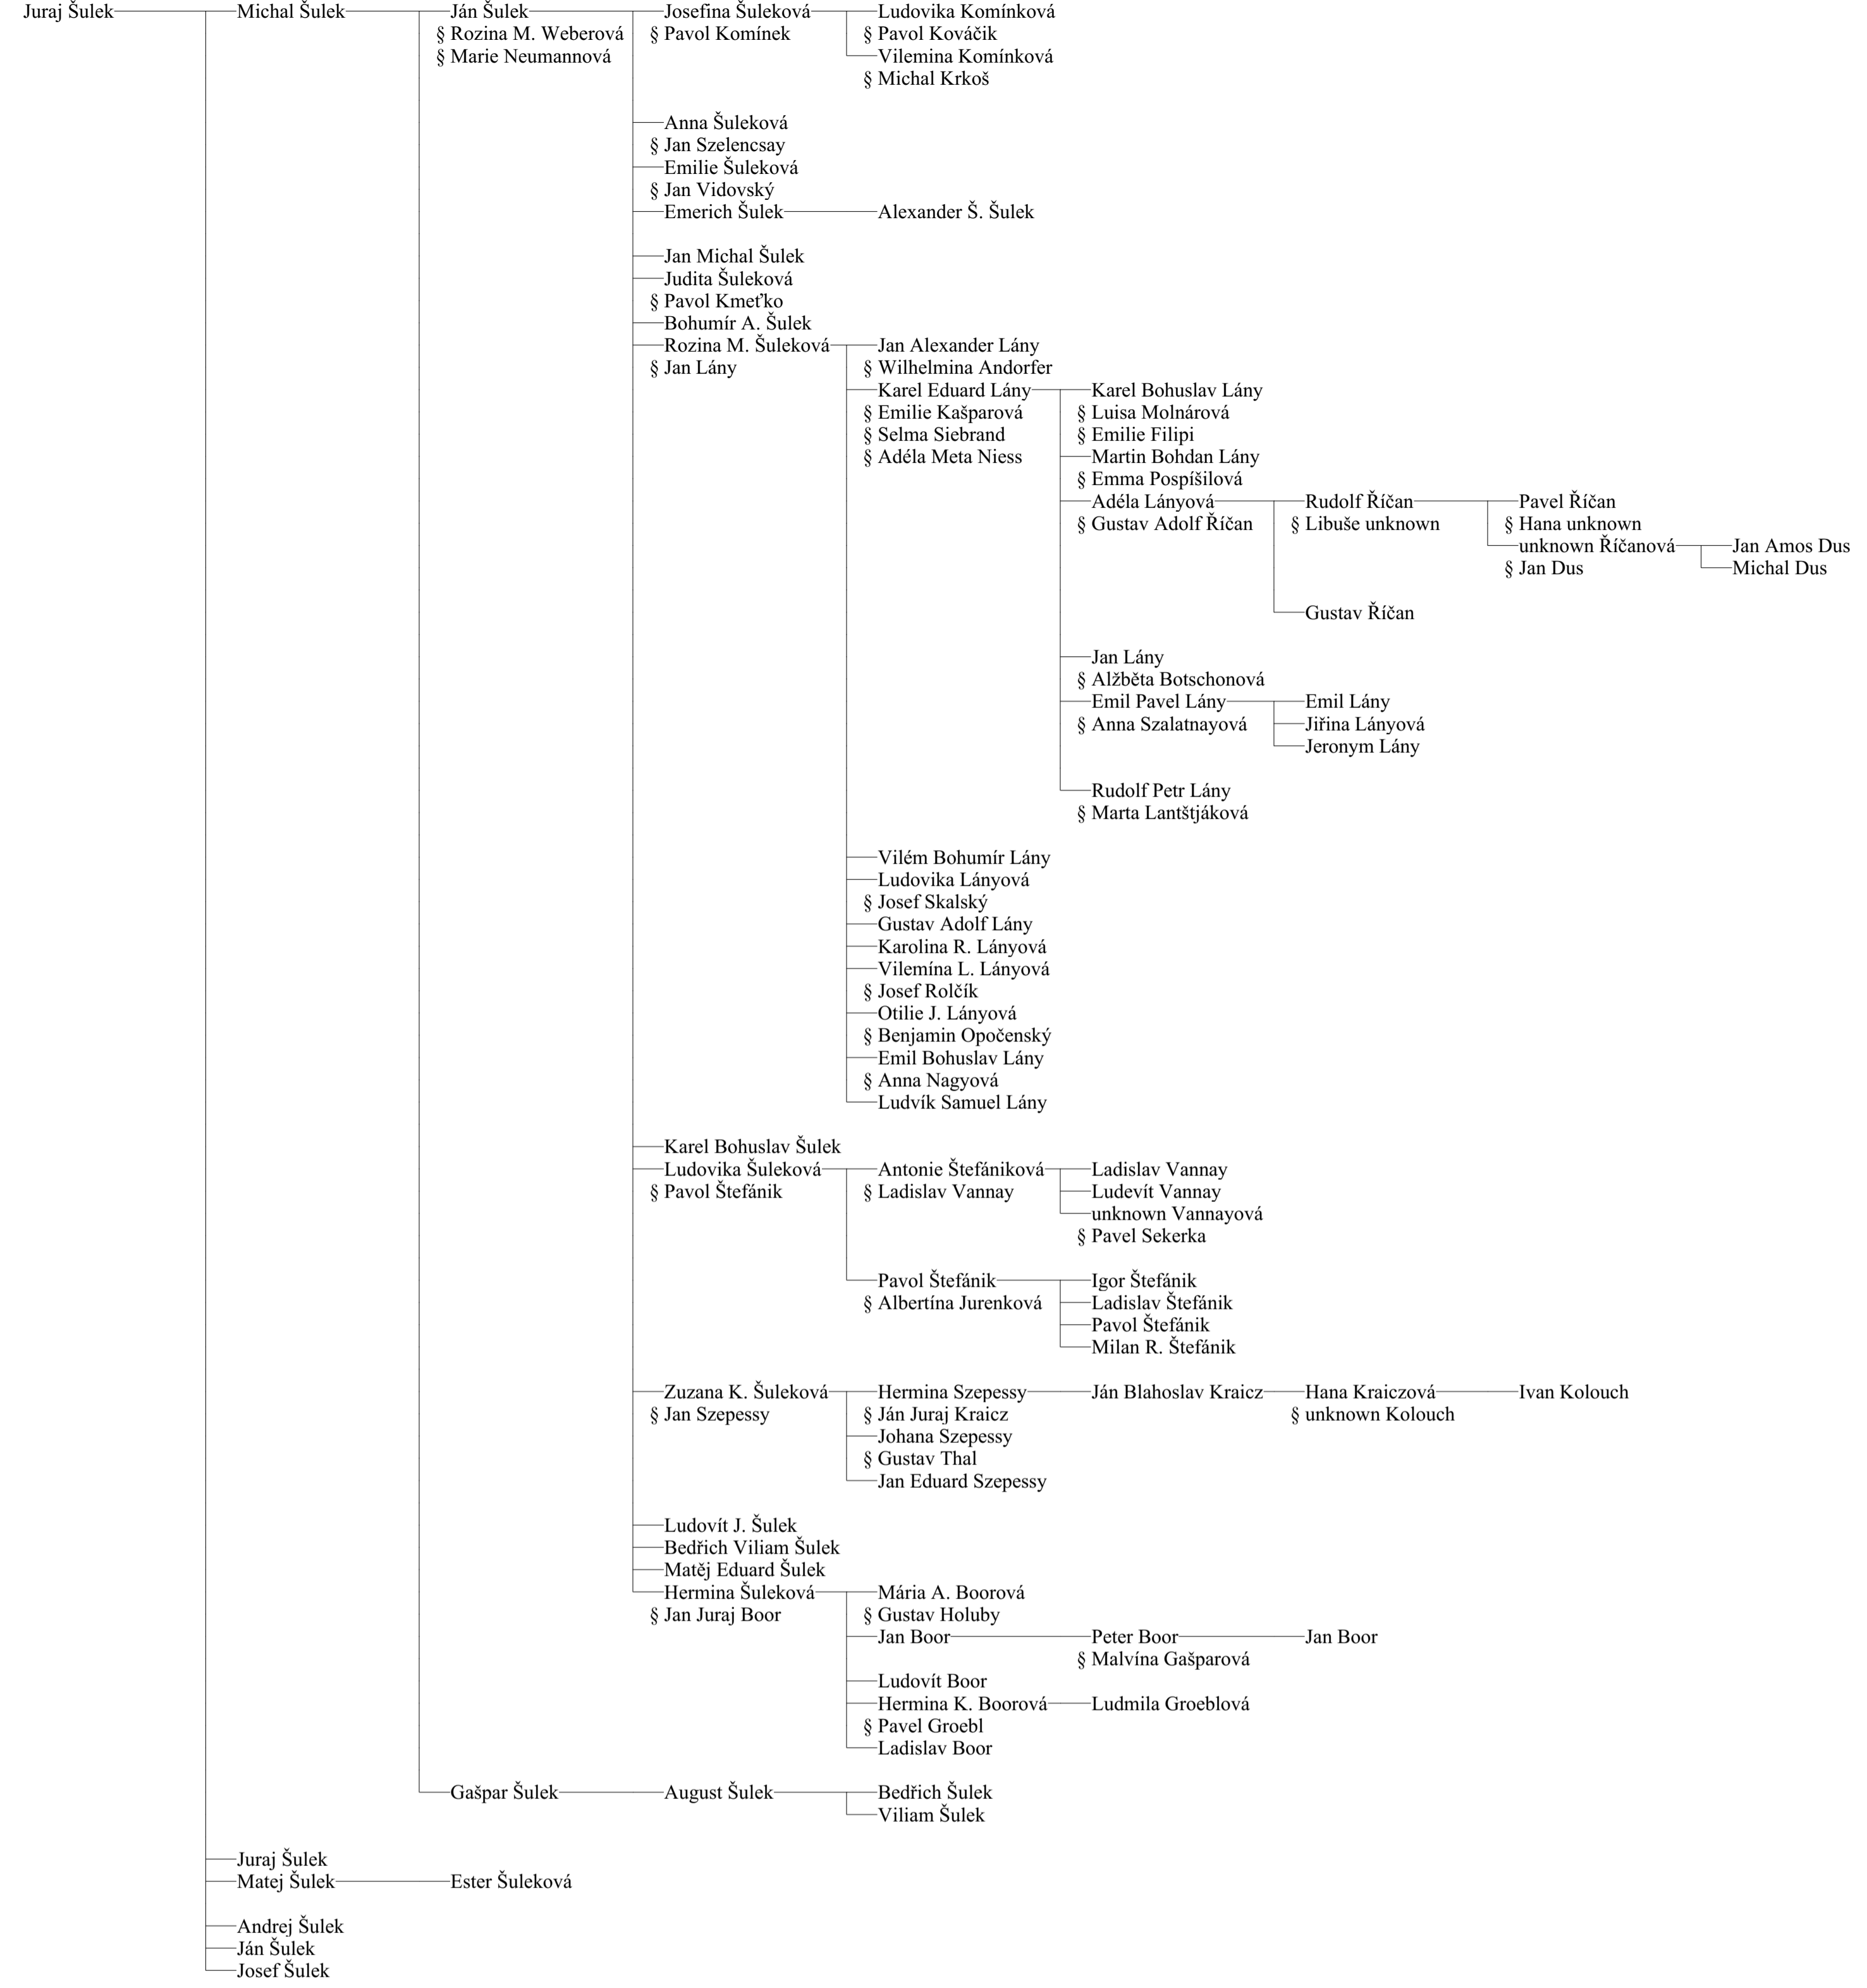 Juraj Šulek Michal Šulek Ján Šulek Josefina Šuleková Ludovika Komínková
§ Rozina M. Weberová § Pavol Komínek § Pavol Kováčik
§ Marie Neumannová Vilemina Komínková
§ Michal Krkoš
Anna Šuleková
§ Jan Szelencsay
Emilie Šuleková
§ Jan Vidovský
Emerich Šulek Alexander Š. Šulek
Jan Michal Šulek
Judita Šuleková
§ Pavol Kmeťko
Bohumír A. Šulek
Rozina M. Šuleková Jan Alexander Lány
§ Jan Lány § Wilhelmina Andorfer
Karel Eduard Lány Karel Bohuslav Lány
§ Emilie Kašparová § Luisa Molnárová
§ Selma Siebrand § Emilie Filipi
§ Adéla Meta Niess Martin Bohdan Lány
§ Emma Pospíšilová
Adéla Lányová Rudolf Říčan Pavel Říčan
§ Gustav Adolf Říčan § Libuše unknown § Hana unknown
unknown Říčanová Jan Amos Dus
§ Jan Dus Michal Dus
Gustav Říčan
Jan Lány
§ Alžběta Botschonová
Emil Pavel Lány Emil Lány
§ Anna Szalatnayová Jiřina Lányová
Jeronym Lány
Rudolf Petr Lány
§ Marta Lantštjáková
Vilém Bohumír Lány
Ludovika Lányová
§ Josef Skalský
Gustav Adolf Lány
Karolina R. Lányová
Vilemína L. Lányová
§ Josef Rolčík
Otilie J. Lányová
§ Benjamin Opočenský
Emil Bohuslav Lány
§ Anna Nagyová
Ludvík Samuel Lány
Karel Bohuslav Šulek
Ludovika Šuleková Antonie Štefániková Ladislav Vannay
§ Pavol Štefánik § Ladislav Vannay Ludevít Vannay
unknown Vannayová
§ Pavel Sekerka
Pavol Štefánik Igor Štefánik
§ Albertína Jurenková Ladislav Štefánik
Pavol Štefánik
Milan R. Štefánik
Zuzana K. Šuleková Hermina Szepessy Ján Blahoslav Kraicz Hana Kraiczová Ivan Kolouch
§ Jan Szepessy § Ján Juraj Kraicz § unknown Kolouch
Johana Szepessy
§ Gustav Thal
Jan Eduard Szepessy
Ludovít J. Šulek
Bedřich Viliam Šulek
Matěj Eduard Šulek
Hermina Šuleková Mária A. Boorová
§ Jan Juraj Boor § Gustav Holuby
Jan Boor Peter Boor Jan Boor
§ Malvína Gašparová
Ludovít Boor
Hermina K. Boorová Ludmila Groeblová
§ Pavel Groebl
Ladislav Boor
Gašpar Šulek August Šulek Bedřich Šulek
Viliam Šulek
Juraj Šulek
Matej Šulek Ester Šuleková
Andrej Šulek
Ján Šulek
Josef Šulek